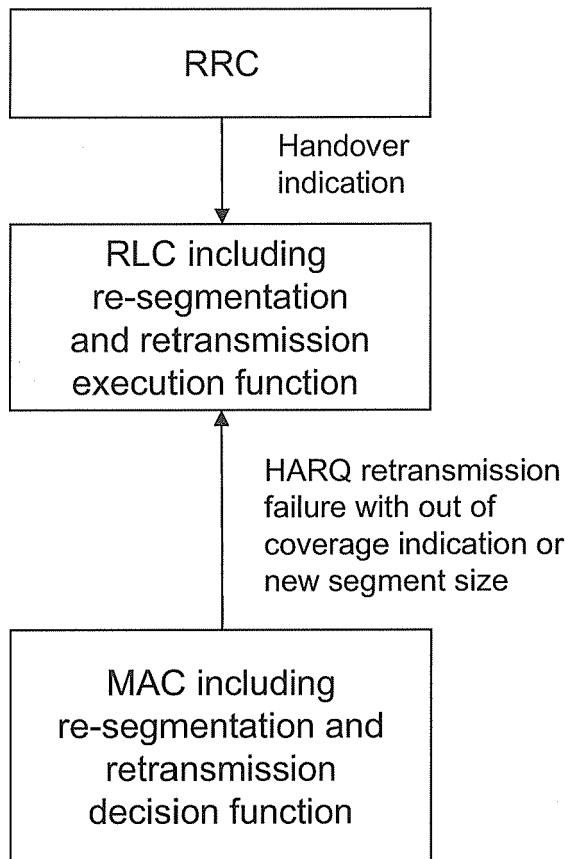 RRC
Handover
indication
RLC including
re-segmentation
and retransmission
execution function
HARQ retransmission
failure with out of
coverage indication or
new segment size
MAC including
re-segmentation and
retransmission
decision function